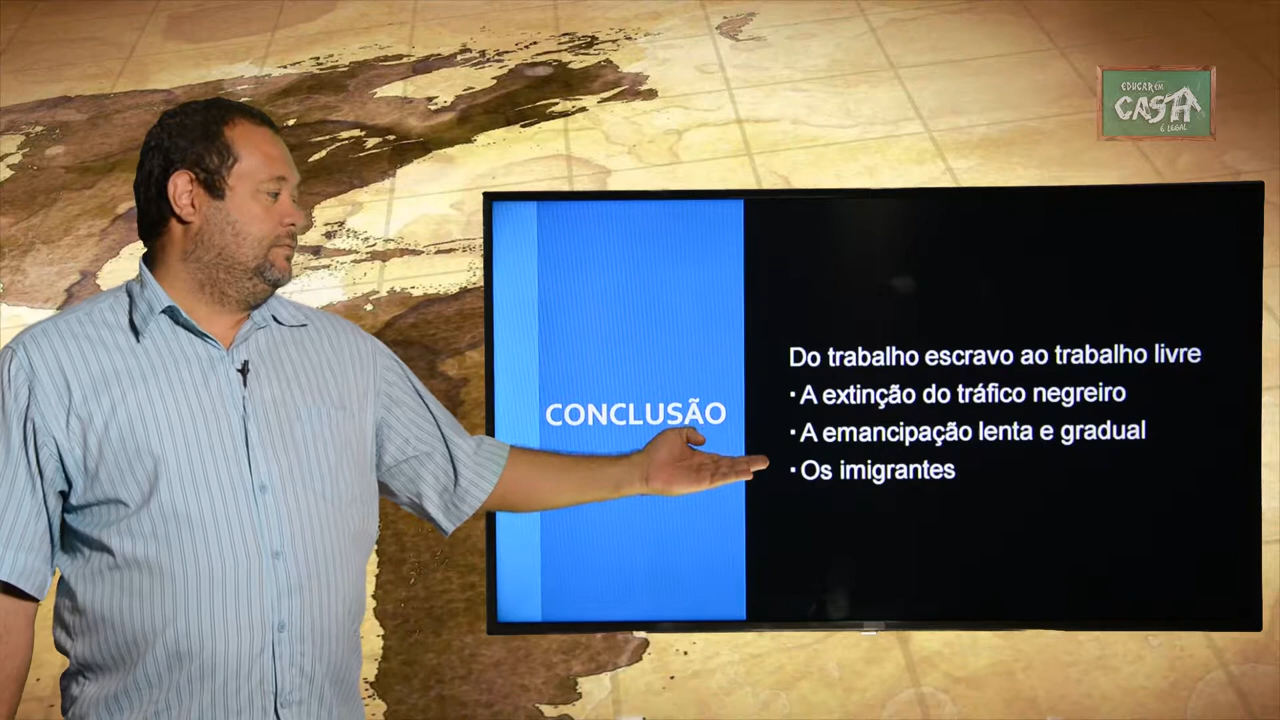 EDUCAR EM
CASA
É LEGAL
CONCLUSÃO
Do trabalho escravo ao trabalho livre
· A extinção do tráfico negreiro
· A emancipação lenta e gradual
· Os imigrantes